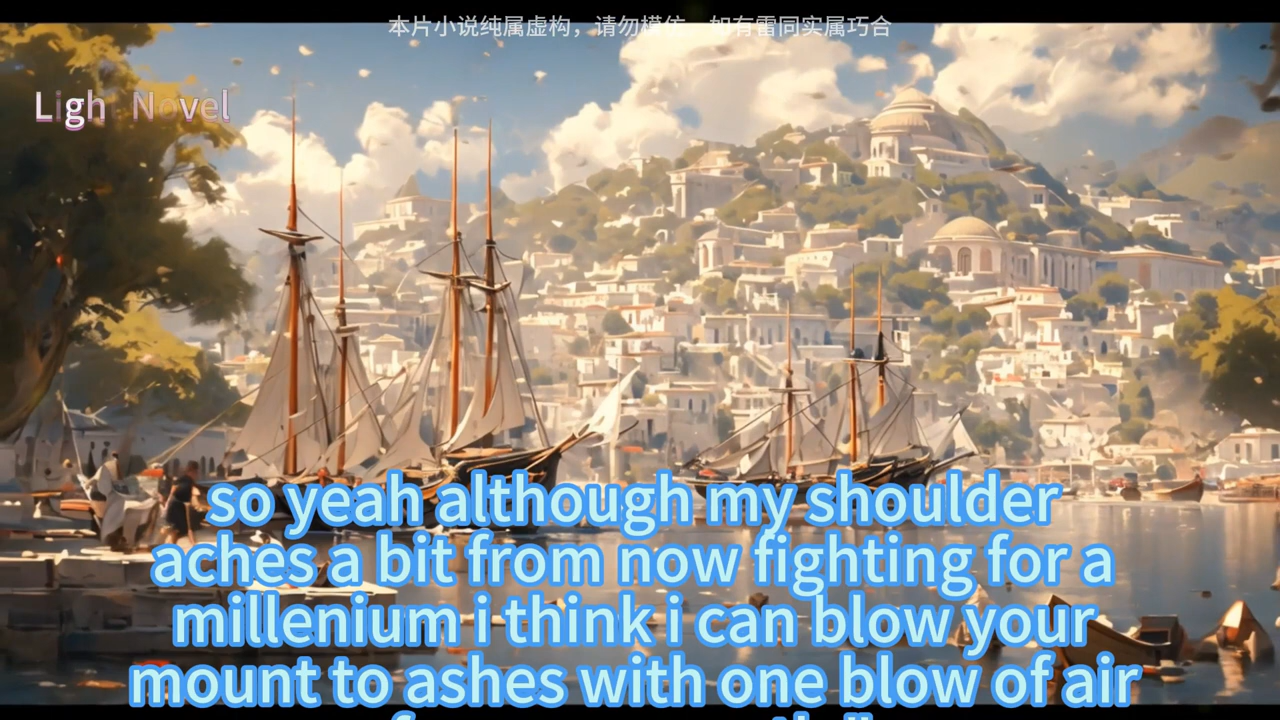 本片小说纯属虚构，请勿模仿，如有雷同实属巧合
Ligh Novel
so yeah although my shoulder
aches a bit from now fighting for a
millenium i think i can blow your
mount to ashes with one blow of air